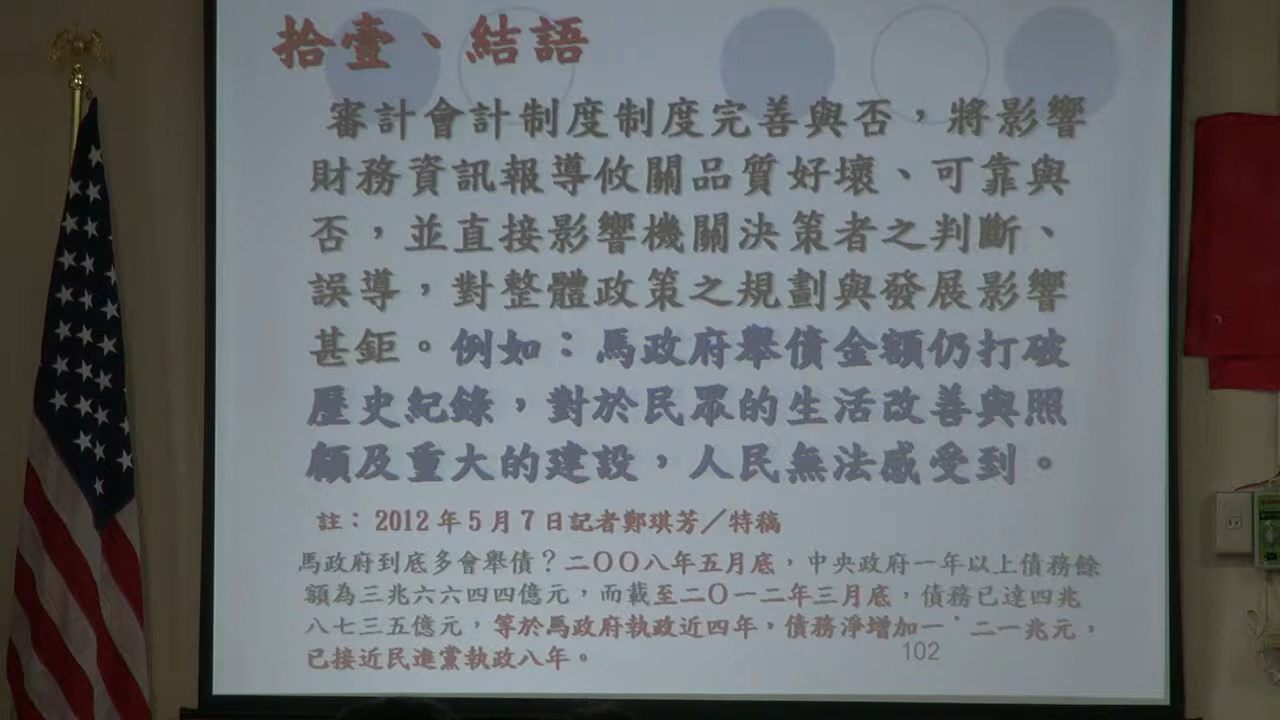 拾壹、結語
審計會計制度制度完善與否，將影響
財務資訊報導攸關品質好壞、可靠與
否，並直接影響機關決策者之判斷、
誤導，對整體政策之規劃與發展影響
甚鉅。例如：馬政府舉債金額仍打破
歷史紀錄，對於民眾的生活改善與照
顧及重大的建設，人民無法感受到。
註：2012年5月7日記者鄭琪芳／特稿
馬政府到底多會舉債？二〇〇八年五月底，中央政府一年以上債務餘
額為三兆六六四四億元，而截至二〇一二年三月底，債務已達四兆
八七三五億元，等於馬政府執政近四年，債務淨增加一˙二一兆元，
已接近民進黨執政八年。
102